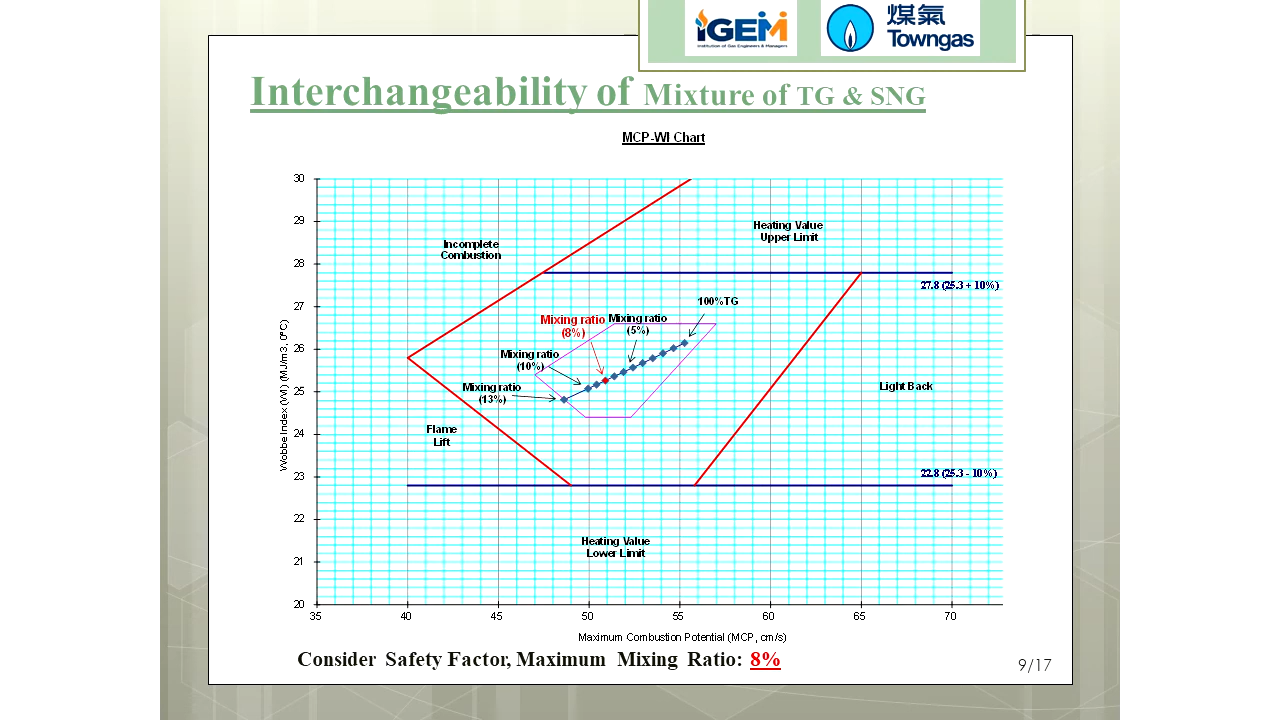 iGEM
Institution of Gas Engineers & Managers
煤氣
Towngas
Interchangeability of Mixture of TG & SNG
MCP-WI Chart
30
29
28
27
26
25
24
23
22
21
20
Wobbe Index (WI) (MJ/m3, 0°C)
Incomplete
Combustion
Heating Value
Upper Limit
27.8 (25.3 + 10%)
100%TG
Mixing ratio
(8%)
Mixing ratio
(5%)
Mixing ratio
(10%)
Mixing ratio
(13%)
Light Back
Flame
Lift
22.8 (25.3 - 10%)
Heating Value
Lower Limit
35 40 45 50 55 60 65 70
Maximum Combustion Potential (MCP, cm/s)
Consider Safety Factor, Maximum Mixing Ratio: 8%
9/17